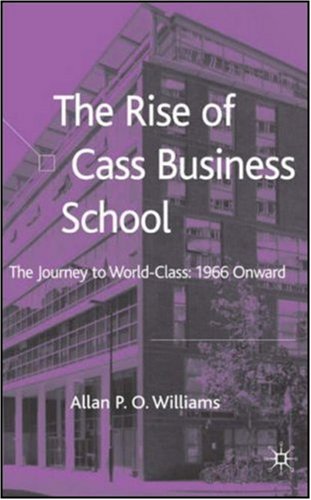 The Rise of
Cass Business
School
The Journey to World-Class: 1966 Onward
Allan P. O. Williams